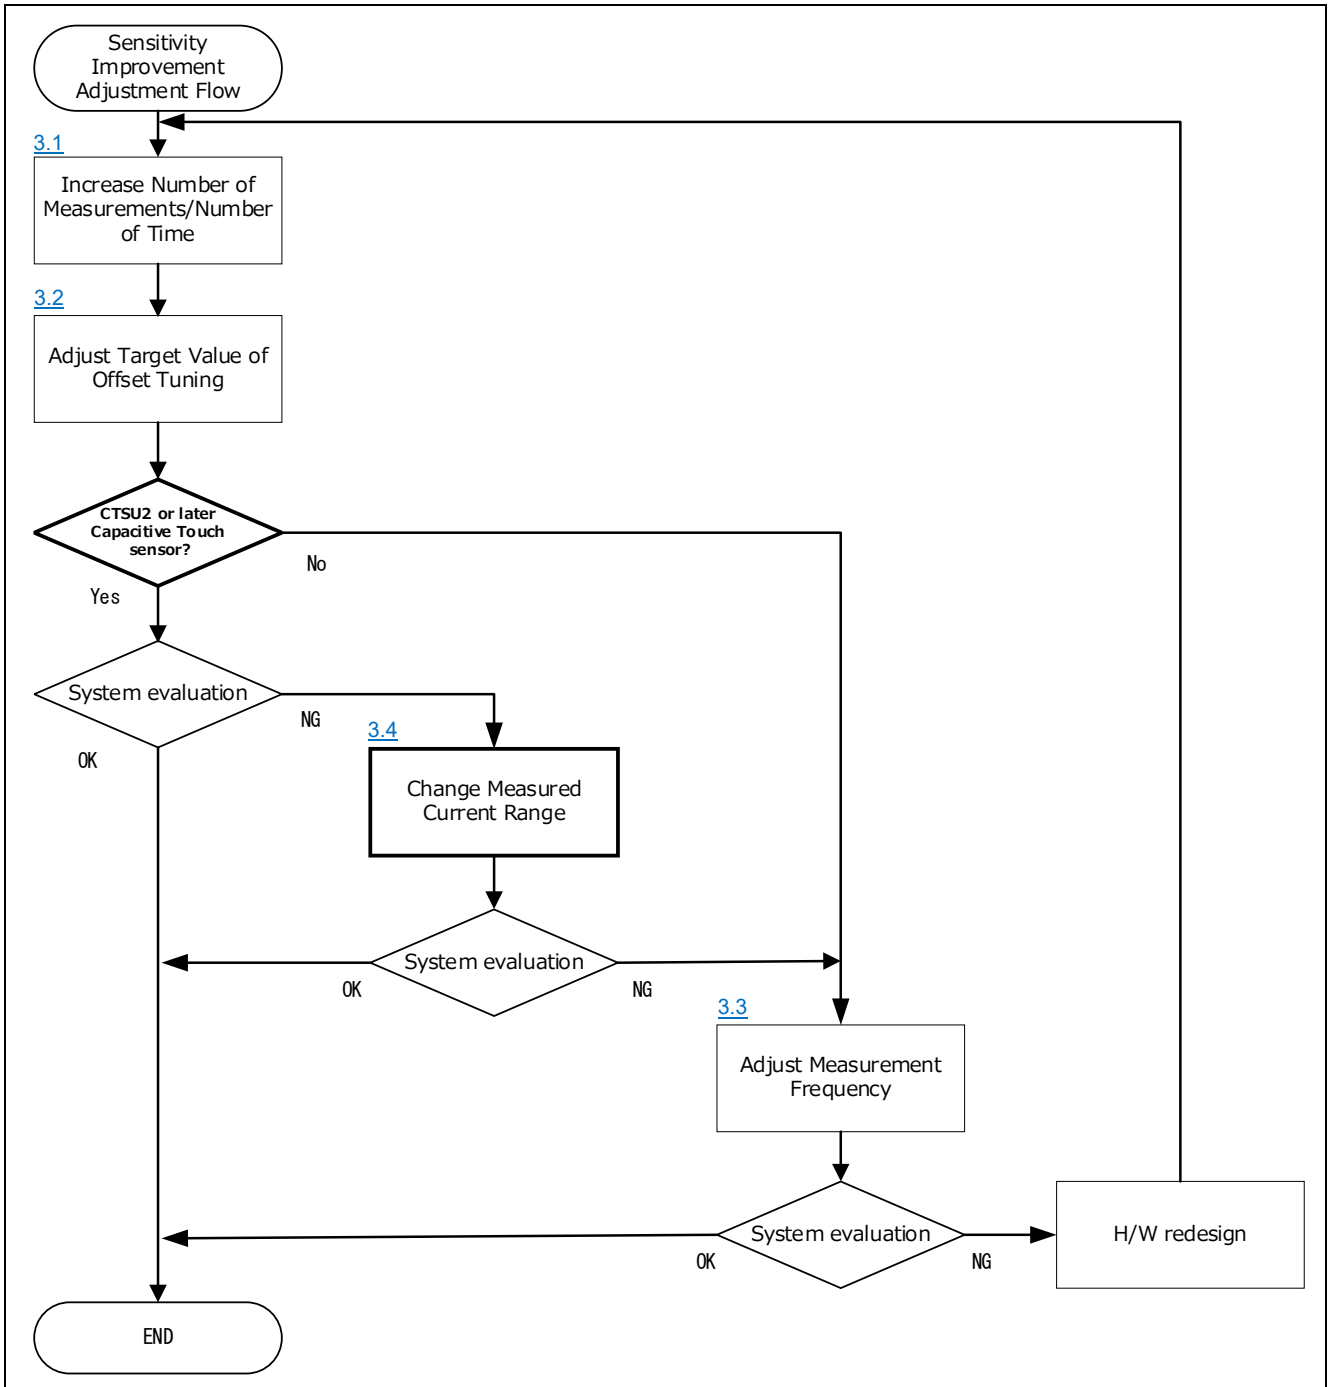 Sensitivity
Improvement
Adjustment Flow
3.1
Increase Number of
Measurements/Number
of Time
3.2
Adjust Target Value of
Offset Tuning
CTSU2 or later
Capacitive Touch
sensor?
No
Yes
System evaluation
NG
OK
3.4
Change Measured
Current Range
System evaluation
OK
NG
3.3
Adjust Measurement
Frequency
System evaluation
OK
NG
H/W redesign
END